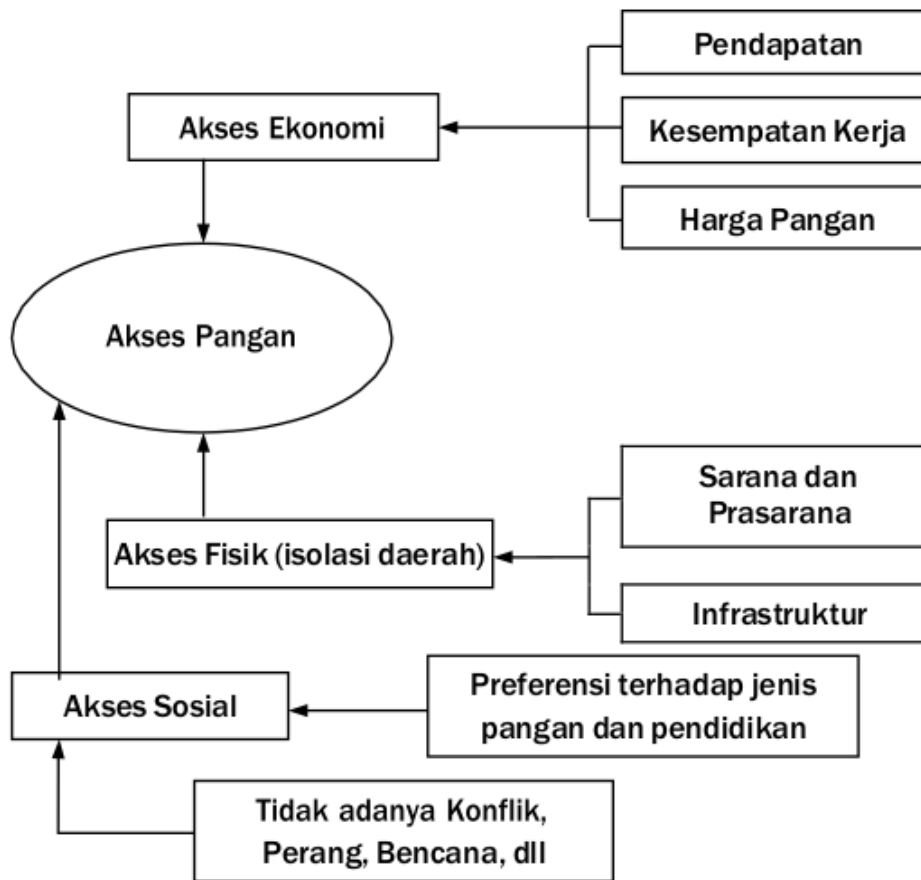 Pendapatan
Akses Ekonomi
Kesempatan Kerja
Harga Pangan
Akses Pangan
Sarana dan
Prasarana
Akses Fisik (isolasi daerah)
Infrastruktur
Akses Sosial
Preferensi terhadap jenis
pangan dan pendidikan
Tidak adanya Konflik,
Perang, Bencana, dll